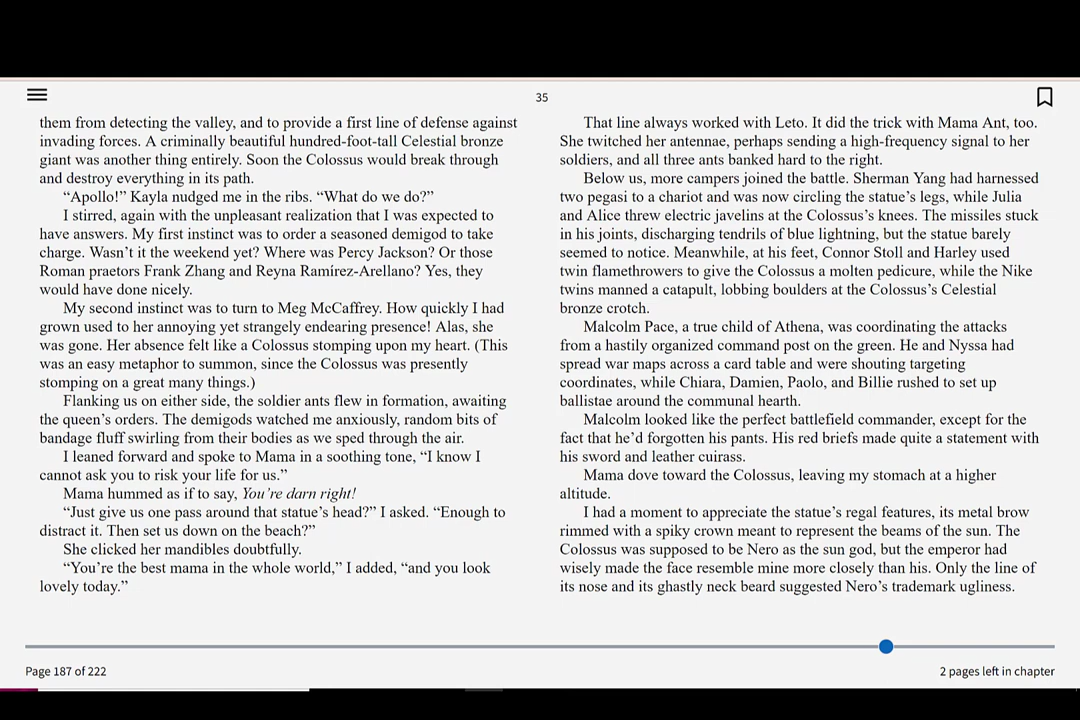 35
them from detecting the valley, and to provide a first line of defense against
invading forces. A criminally beautiful hundred-foot-tall Celestial bronze
giant was another thing entirely. Soon the Colossus would break through
and destroy everything in its path.
“Apollo!” Kayla nudged me in the ribs. “What do we do?”
I stirred, again with the unpleasant realization that I was expected to
have answers. My first instinct was to order a seasoned demigod to take
charge. Wasn’t it the weekend yet? Where was Percy Jackson? Or those
Roman praetors Frank Zhang and Reyna Ramírez-Arellano? Yes, they
would have done nicely.
My second instinct was to turn to Meg McCaffrey. How quickly I had
grown used to her annoying yet strangely endearing presence! Alas, she
was gone. Her absence felt like a Colossus stomping upon my heart. (This
was an easy metaphor to summon, since the Colossus was presently
stomping on a great many things.)
Flanking us on either side, the soldier ants flew in formation, awaiting
the queen’s orders. The demigods watched me anxiously, random bits of
bandage fluff swirling from their bodies as we sped through the air.
I leaned forward and spoke to Mama in a soothing tone, “I know I
cannot ask you to risk your life for us.”
Mama hummed as if to say, You’re darn right!
“Just give us one pass around that statue’s head?” I asked. “Enough to
distract it. Then set us down on the beach?”
She clicked her mandibles doubtfully.
“You’re the best mama in the whole world,” I added, “and you look
lovely today.”
That line always worked with Leto. It did the trick with Mama Ant, too.
She twitched her antennae, perhaps sending a high-frequency signal to her
soldiers, and all three ants banked hard to the right.
Below us, more campers joined the battle. Sherman Yang had harnessed
two pegasi to a chariot and was now circling the statue’s legs, while Julia
and Alice threw electric javelins at the Colossus’s knees. The missiles stuck
in his joints, discharging tendrils of blue lightning, but the statue barely
seemed to notice. Meanwhile, at his feet, Connor Stoll and Harley used
twin flamethrowers to give the Colossus a molten pedicure, while the Nike
twins manned a catapult, lobbing boulders at the Colossus’s Celestial
bronze crotch.
Malcolm Pace, a true child of Athena, was coordinating the attacks
from a hastily organized command post on the green. He and Nyssa had
spread war maps across a card table and were shouting targeting
coordinates, while Chiara, Damien, Paolo, and Billie rushed to set up
ballistae around the communal hearth.
Malcolm looked like the perfect battlefield commander, except for the
fact that he’d forgotten his pants. His red briefs made quite a statement with
his sword and leather cuirass.
Mama dove toward the Colossus, leaving my stomach at a higher
altitude.
I had a moment to appreciate the statue’s regal features, its metal brow
rimmed with a spiky crown meant to represent the beams of the sun. The
Colossus was supposed to be Nero as the sun god, but the emperor had
wisely made the face resemble mine more closely than his. Only the line of
its nose and its ghastly neck beard suggested Nero’s trademark ugliness.
Page 187 of 222
2 pages left in chapter